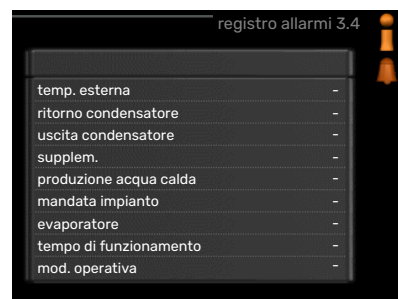 registro allarmi 3.4
temp. esterna -
ritorno condensatore -
uscita condensatore -
supplem. -
produzione acqua calda -
mandata impianto -
evaporatore -
tempo di funzionamento -
mod. operativa -